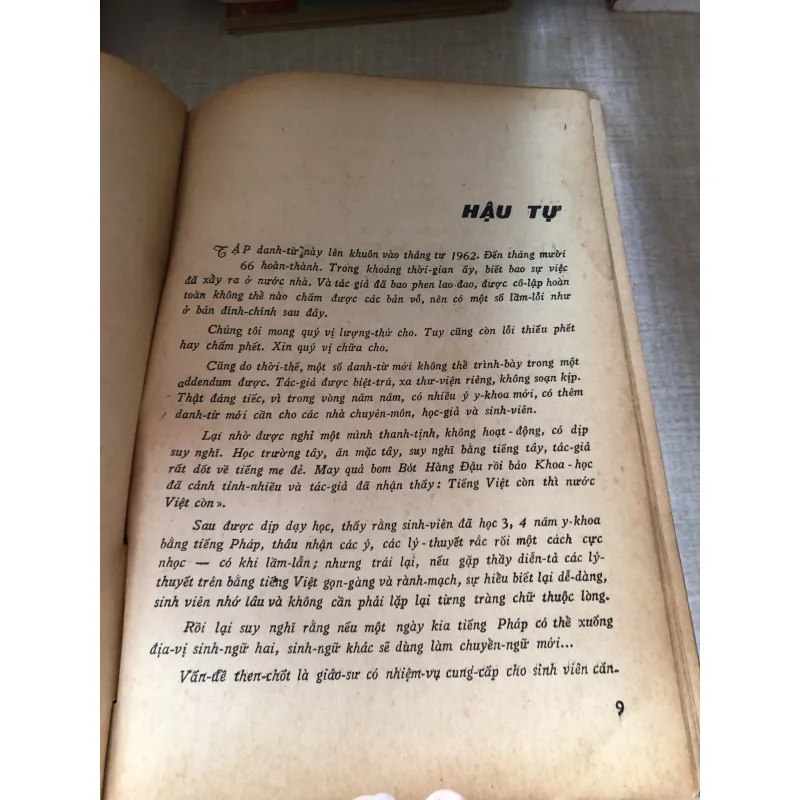 HẬU TỰ
TẬP danh-từ này lên khuôn vào tháng tư 1962. Đến tháng mười
66 hoàn-thành. Trong khoảng thời-gian ấy, biết bao sự việc
đã xẩy ra ở nước nhà. Và tác-giả đã bao phen lao-đao, được cô-lập hoàn
toàn không thể nào chấm được các bản vỗ, nên có một số lầm-lỗi như
ở bản đính-chính sau đây.
Chúng tôi mong quý vị lượng-thứ cho. Tuy cũng còn lỗi thiếu phết
hay chấm phết. Xin quý vị chữa cho.
Cũng do thời-thế, một số danh-từ mới không thể trình-bày trong một
addendum được. Tác-giả được biệt-trú, xa thư-viện riêng, không soạn kịp.
Thật đáng tiếc, vì trong vòng năm năm, có nhiều ý y-khoa mới, có thêm
danh-từ mới cần cho các nhà chuyên-môn, học-giả và sinh-viên.
Lại nhờ được nghỉ một mình thanh-tịnh, không hoạt-động, có dịp
suy nghĩ. Học trường tây, ăn mặc tây, suy nghĩ bằng tiếng tây, tác-giả
rất dốt về tiếng mẹ đẻ. May quả bom Bót Hàng Đậu rồi báo Khoa-học
đã cảnh tỉnh-nhiều và tác-giả đã nhận thấy: Tiếng Việt còn thì nước
Việt còn».
Sau được dịp dạy học, thấy rằng sinh-viên đã học 3, 4 năm y-khoa
bằng tiếng Pháp, thâu nhận các ý, các lý-thuyết rắc rối một cách cực
nhọc — có khi lầm-lẫn; nhưng trái lại, nếu gặp thầy diễn-tả các lý-
thuyết trên bằng tiếng Việt gọn-gàng và rành-mạch, sự hiểu biết lại dễ-dàng,
sinh viên nhớ lâu và không cần phải lặp lại từng tràng chữ thuộc lòng.
Rồi lại suy nghĩ rằng nếu một ngày kia tiếng Pháp có thể xuống
địa-vị sinh-ngữ hai, sinh-ngữ khác sẽ dùng làm chuyển-ngữ mới...
Vấn-đề then-chốt là giáo-sư có nhiệm-vụ cung-cấp cho sinh viên căn-
9